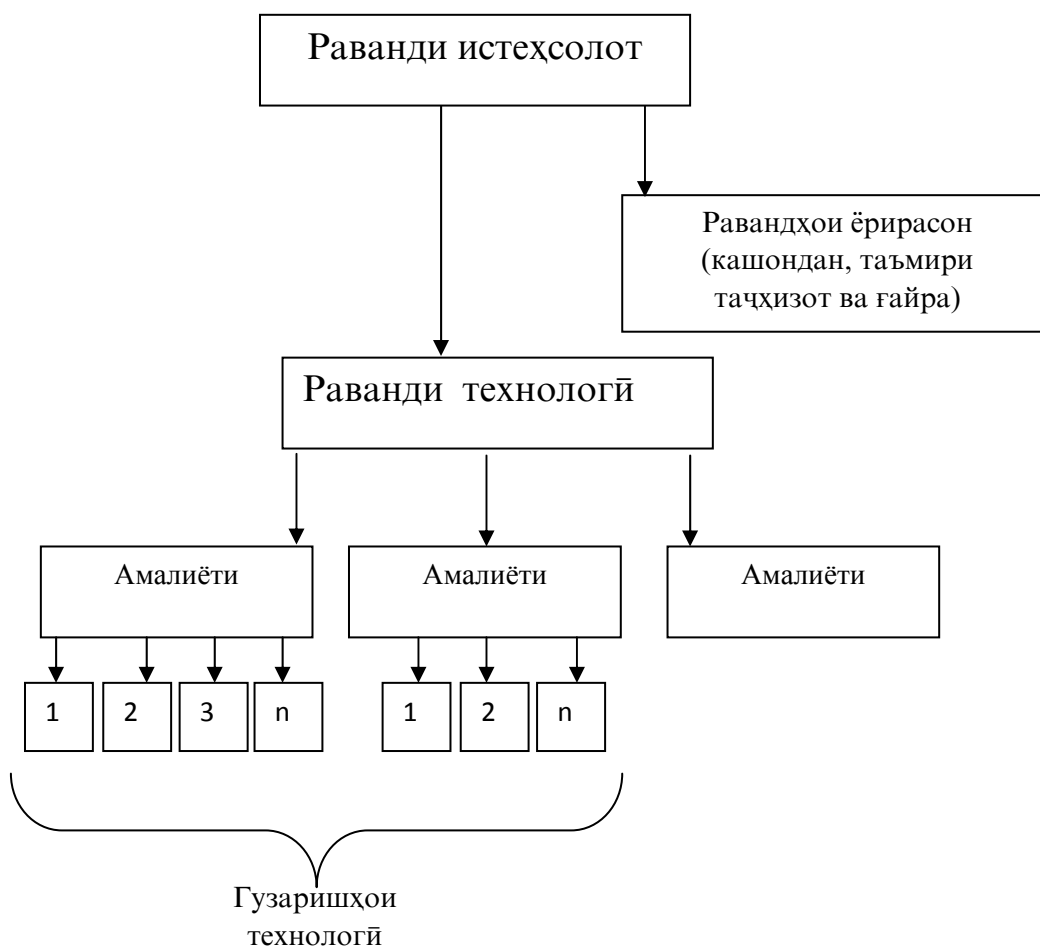 Раванди истеҳсолот
Равандҳои ёрирасон
(кашондан, таъмири
таҷҳизот ва ғайра)
Раванди технологӣ
Амалиёти
Амалиёти
Амалиёти
1
2
3
n
1
2
n
Гузаришҳои
технологӣ